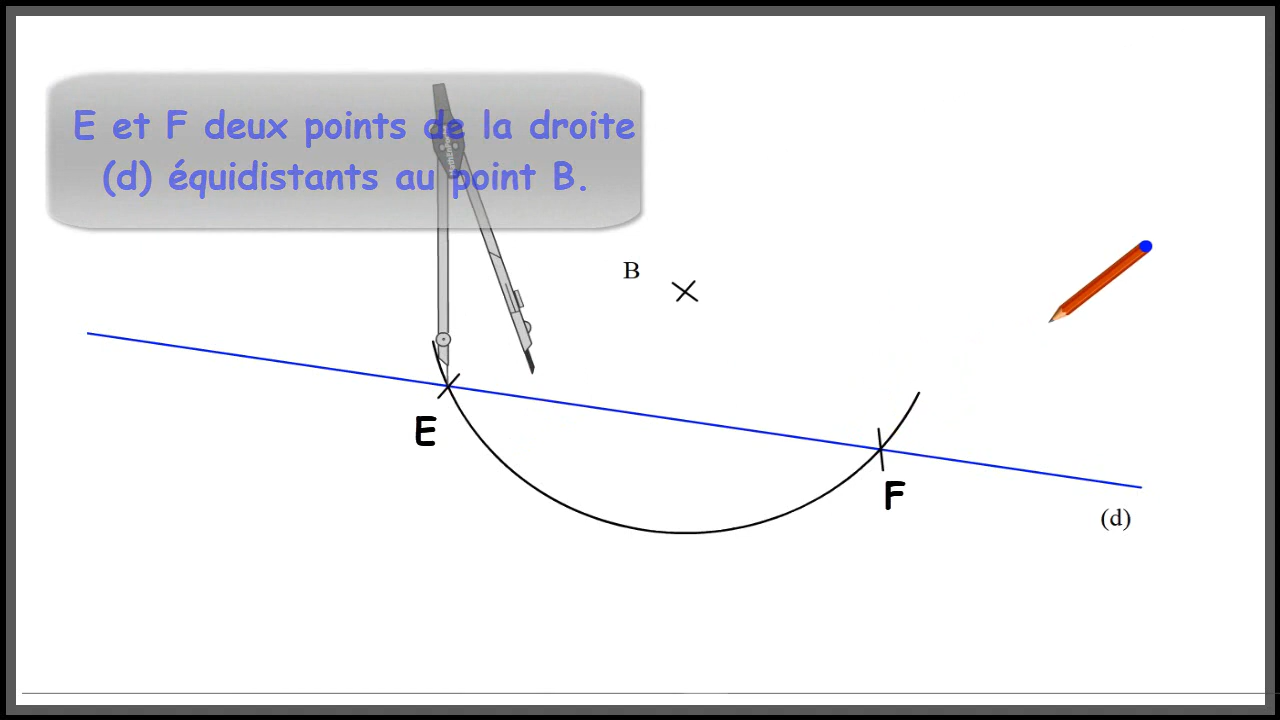 E et F deux points de la droite
(d) équidistants au point B.
B
E
F
(d)